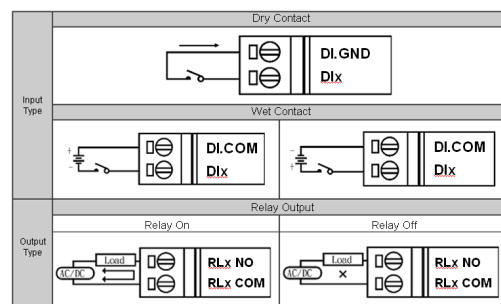 Dry Contact
DI.GND
DIx
Input
Type
Wet Contact
+
-
DI.COM
DIx
-
+
DI.COM
DIx
Relay Output
Relay On
Relay Off
Output
Type
Load
AC/DC
RLx NO
RLx COM
Load
AC/DC
×
RLx NO
RLx COM